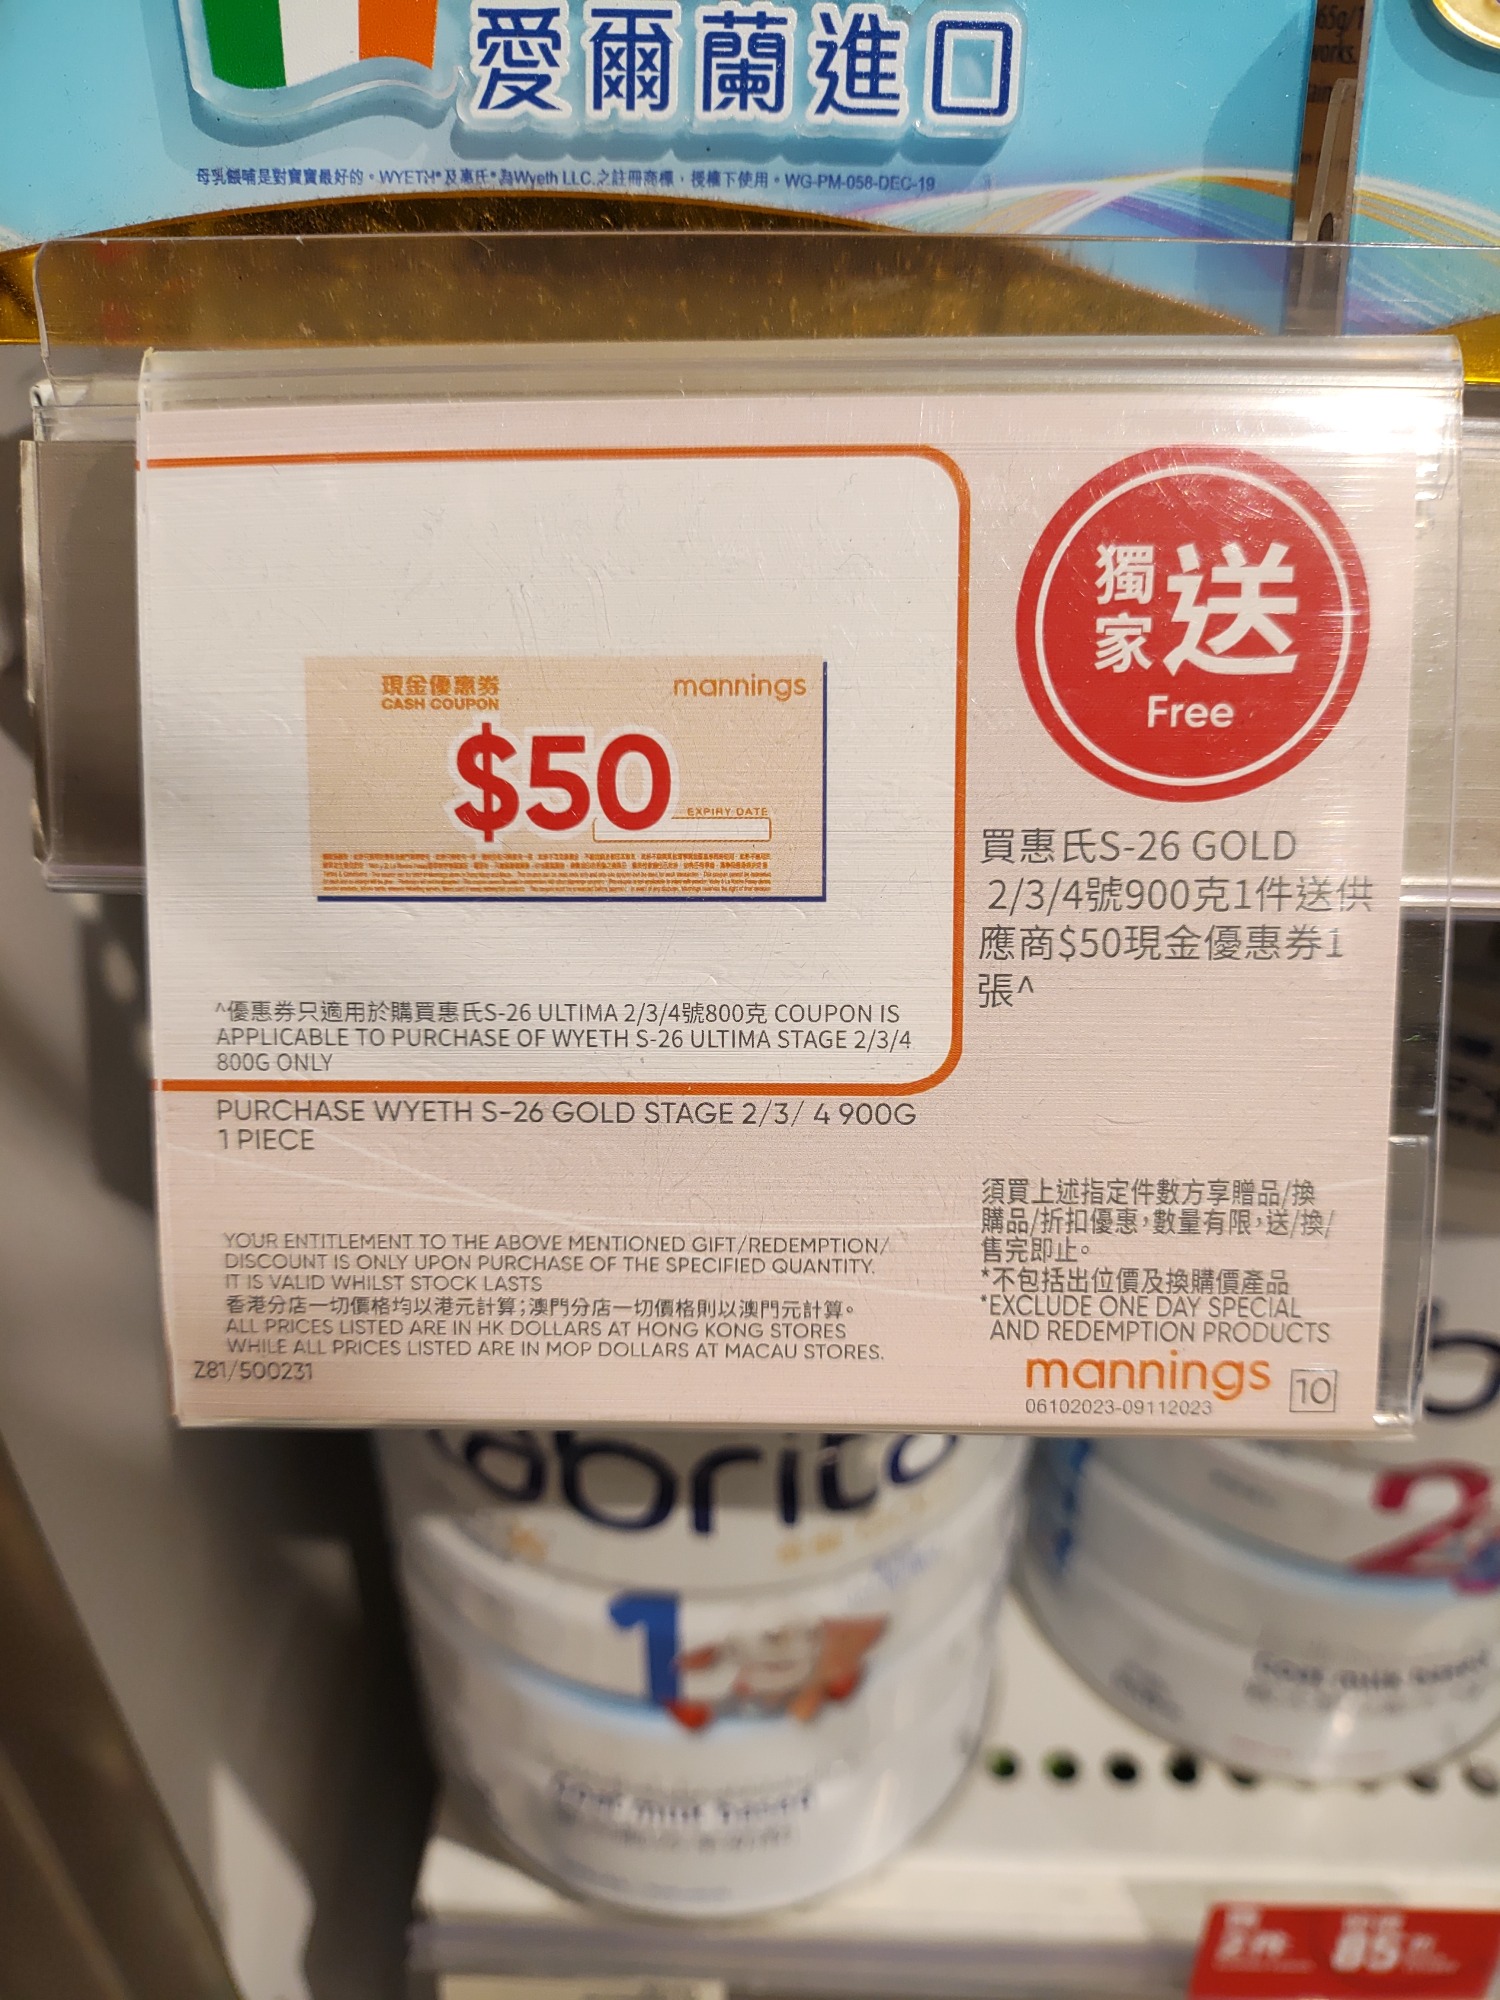 愛爾蘭進口
母乳餵哺是對寶寶最好的。WYETH®及惠氏®為Wyeth LLC.之註冊商標，授權下使用。WG-PM-058-DEC-19
現金優惠券
CASH COUPON
mannings
$50
EXPIRY DATE
獨家送
Free
買惠氏S-26 GOLD
2/3/4號900克1件送供
應商$50現金優惠券1
張^
^優惠券只適用於購買惠氏S-26 ULTIMA 2/3/4號800克 COUPON IS
APPLICABLE TO PURCHASE OF WYETH S-26 ULTIMA STAGE 2/3/4
800G ONLY
PURCHASE WYETH S-26 GOLD STAGE 2/3/ 4 900G
1 PIECE
YOUR ENTITLEMENT TO THE ABOVE MENTIONED GIFT/REDEMPTION/
DISCOUNT IS ONLY UPON PURCHASE OF THE SPECIFIED QUANTITY.
IT IS VALID WHILST STOCK LASTS
香港分店一切價格均以港元計算；澳門分店一切價格則以澳門元計算。
ALL PRICES LISTED ARE IN HK DOLLARS AT HONG KONG STORES
WHILE ALL PRICES LISTED ARE IN MOP DOLLARS AT MACAU STORES.
Z81/500231
須買上述指定件數方享贈品/換
購品/折扣優惠，數量有限，送/換/
售完即止。
*不包括出位價及換購價產品
*EXCLUDE ONE DAY SPECIAL
AND REDEMPTION PRODUCTS
mannings 10
06102023-09112023
1
2
2件
85